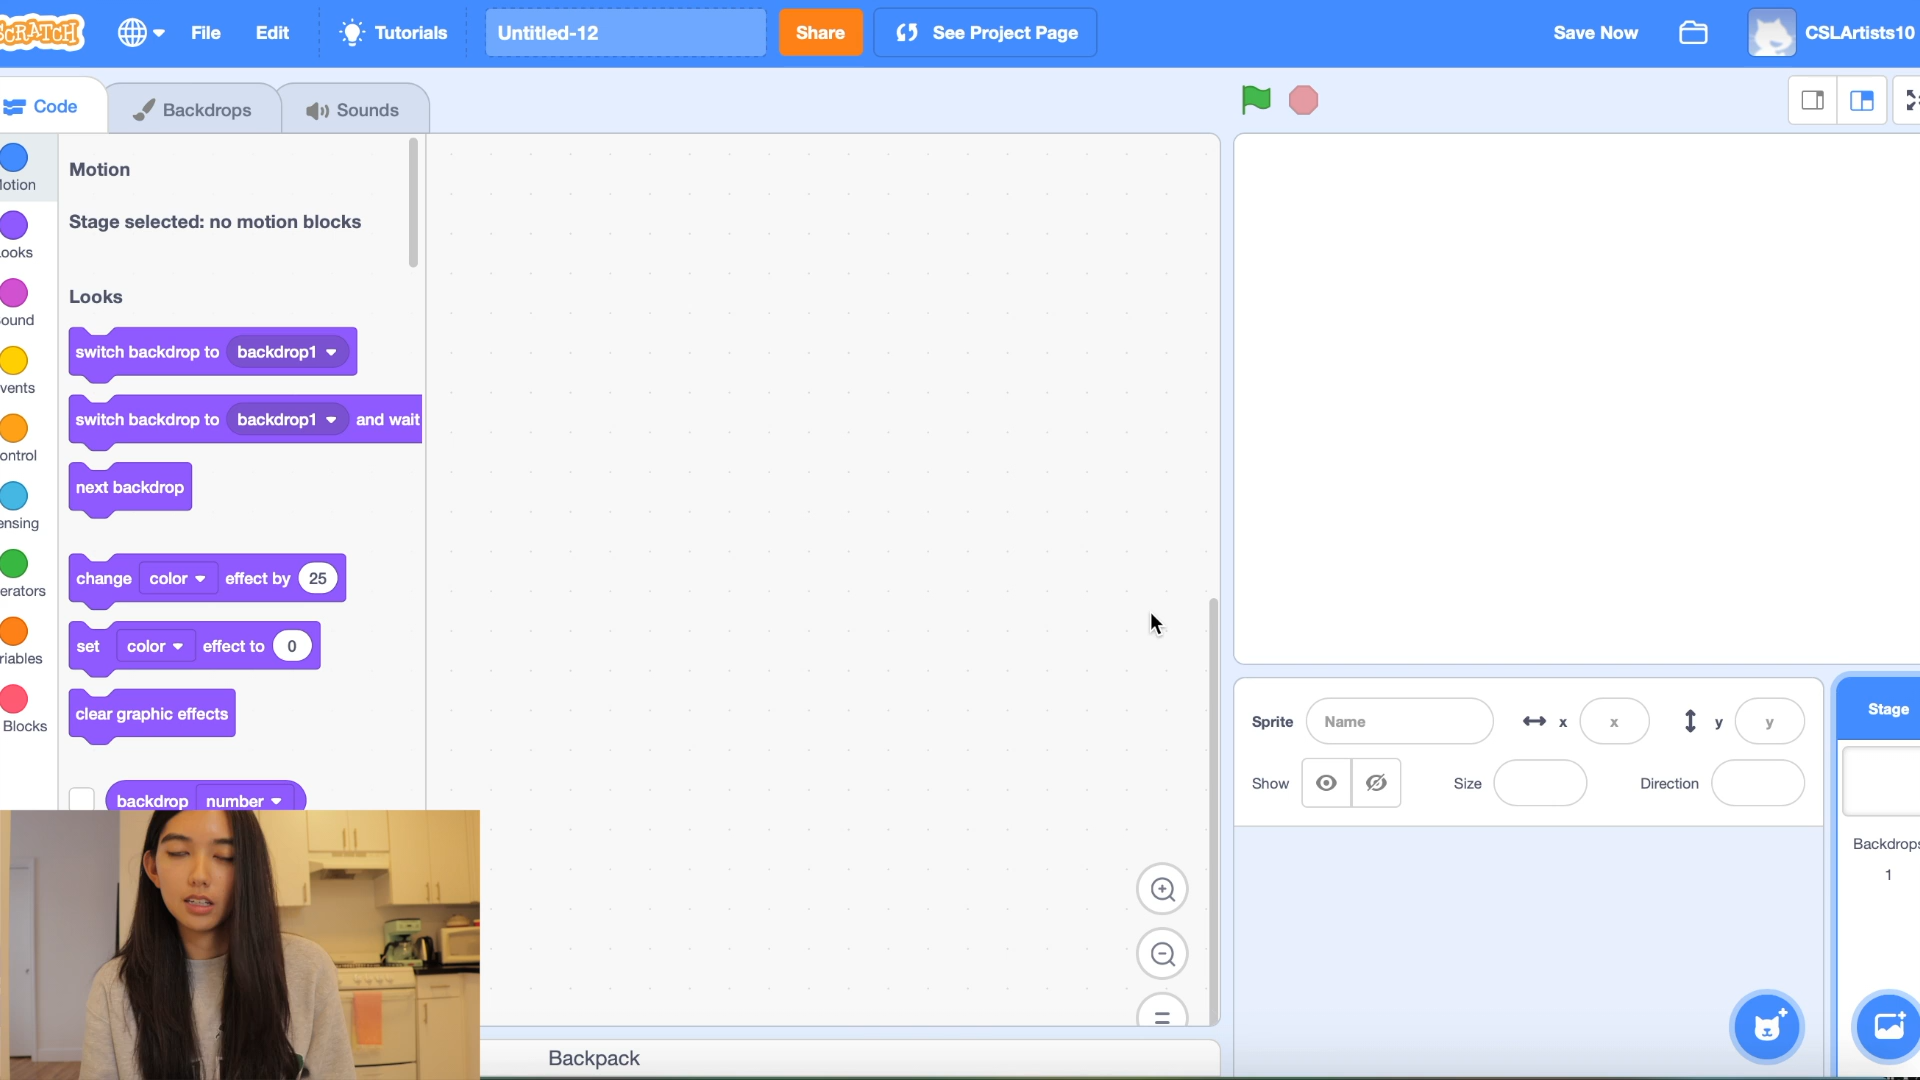 SCRATCH
File
Edit
Tutorials
Untitled-12
Share
See Project Page
Save Now
CSLArtists10
Code
Backdrops
Sounds
Motion
Stage selected: no motion blocks
Looks
switch backdrop to backdrop1
switch backdrop to backdrop1 and wait
next backdrop
change color effect by 25
set color effect to 0
clear graphic effects
backdrop number
otion
ooks
ound
vents
ontrol
ensing
erators
riables
Blocks
Sprite Name x x y y
Show Size Direction
Stage
Backdrops
1
Backpack